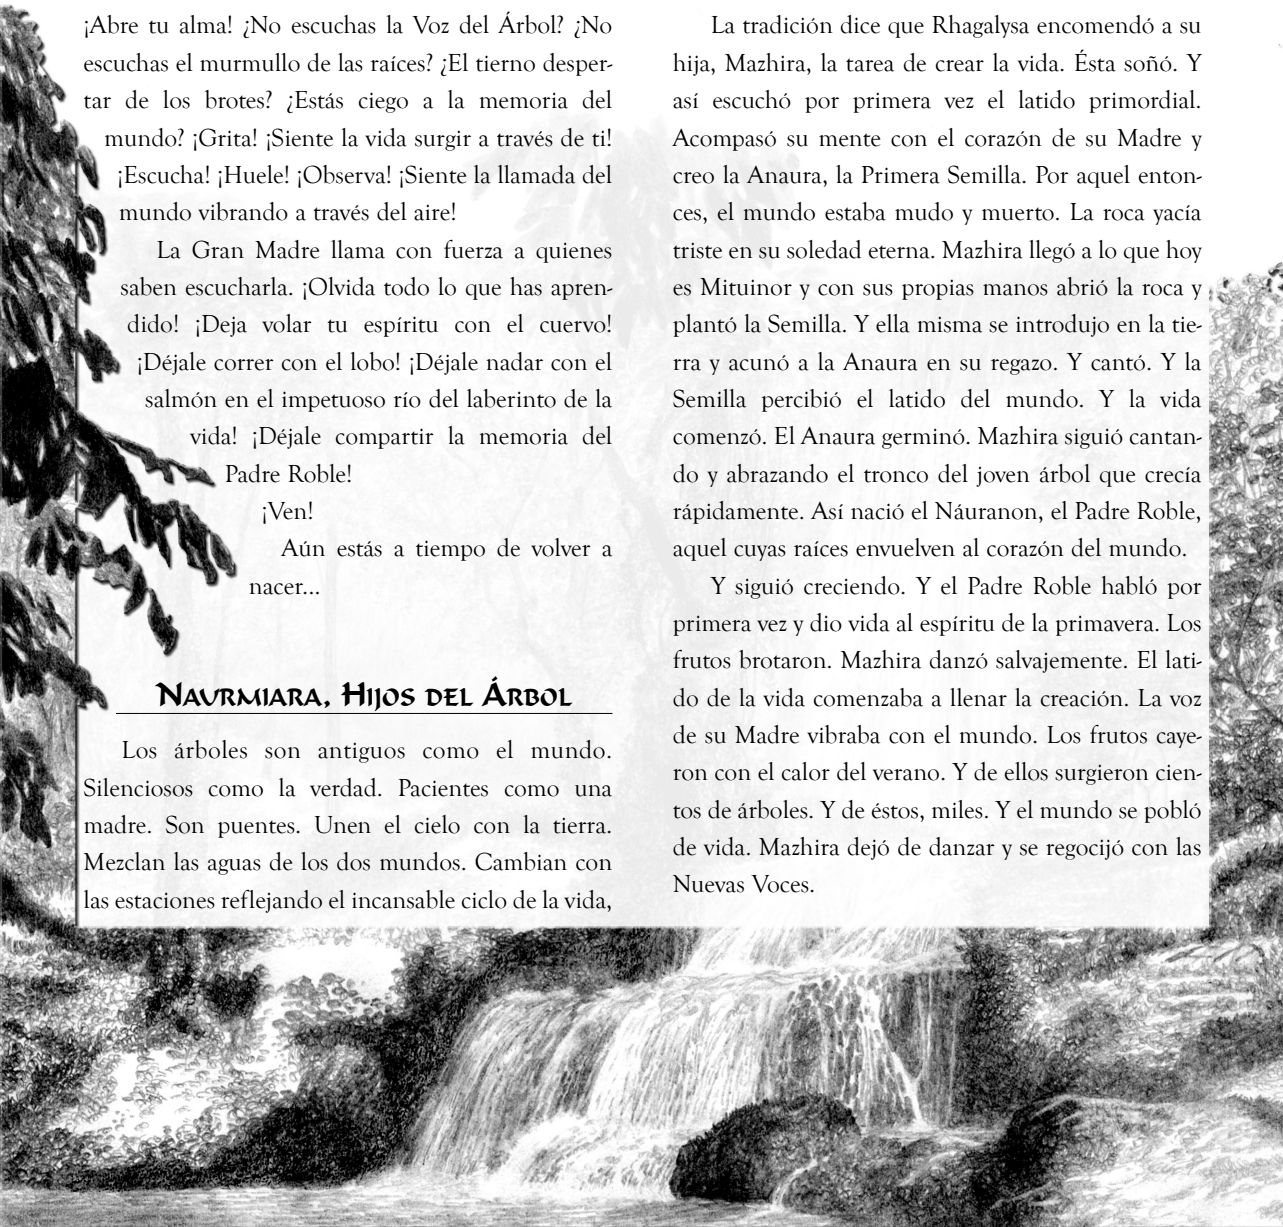 ¡Abre tu alma! ¿No escuchas la Voz del Árbol? ¿No
escuchas el murmullo de las raíces? ¿El tierno desper-
tar de los brotes? ¿Estás ciego a la memoria del
mundo? ¡Grita! ¡Siente la vida surgir a través de ti!
¡Escucha! ¡Huele! ¡Observa! ¡Siente la llamada del
mundo vibrando a través del aire!
La Gran Madre llama con fuerza a quienes
saben escucharla. ¡Olvida todo lo que has apren-
dido! ¡Deja volar tu espíritu con el cuervo!
¡Déjale correr con el lobo! ¡Déjale nadar con el
salmón en el impetuoso río del laberinto de la
vida! ¡Déjale compartir la memoria del
Padre Roble!
¡Ven!
Aún estás a tiempo de volver a
nacer...
Naurmiara, Hijos del Árbol
Los árboles son antiguos como el mundo.
Silenciosos como la verdad. Pacientes como una
madre. Son puentes. Unen el cielo con la tierra.
Mezclan las aguas de los dos mundos. Cambian con
las estaciones reflejando el incansable ciclo de la vida,
La tradición dice que Rhagalysa encomendó a su
hija, Mazhira, la tarea de crear la vida. Ésta soñó. Y
así escuchó por primera vez el latido primordial.
Acompasó su mente con el corazón de su Madre y
creo la Anaura, la Primera Semilla. Por aquel enton-
ces, el mundo estaba mudo y muerto. La roca yacía
triste en su soledad eterna. Mazhira llegó a lo que hoy
es Mituinor y con sus propias manos abrió la roca y
plantó la Semilla. Y ella misma se introdujo en la tie-
rra y acunó a la Anaura en su regazo. Y cantó. Y la
Semilla percibió el latido del mundo. Y la vida
comenzó. El Anaura germinó. Mazhira siguió cantan-
do y abrazando el tronco del joven árbol que crecía
rápidamente. Así nació el Náuranon, el Padre Roble,
aquel cuyas raíces envuelven al corazón del mundo.
Y siguió creciendo. Y el Padre Roble habló por
primera vez y dio vida al espíritu de la primavera. Los
frutos brotaron. Mazhira danzó salvajemente. El lati-
do de la vida comenzaba a llenar la creación. La voz
de su Madre vibraba con el mundo. Los frutos caye-
ron con el calor del verano. Y de ellos surgieron cien-
tos de árboles. Y de éstos, miles. Y el mundo se pobló
de vida. Mazhira dejó de danzar y se regocijó con las
Nuevas Voces.